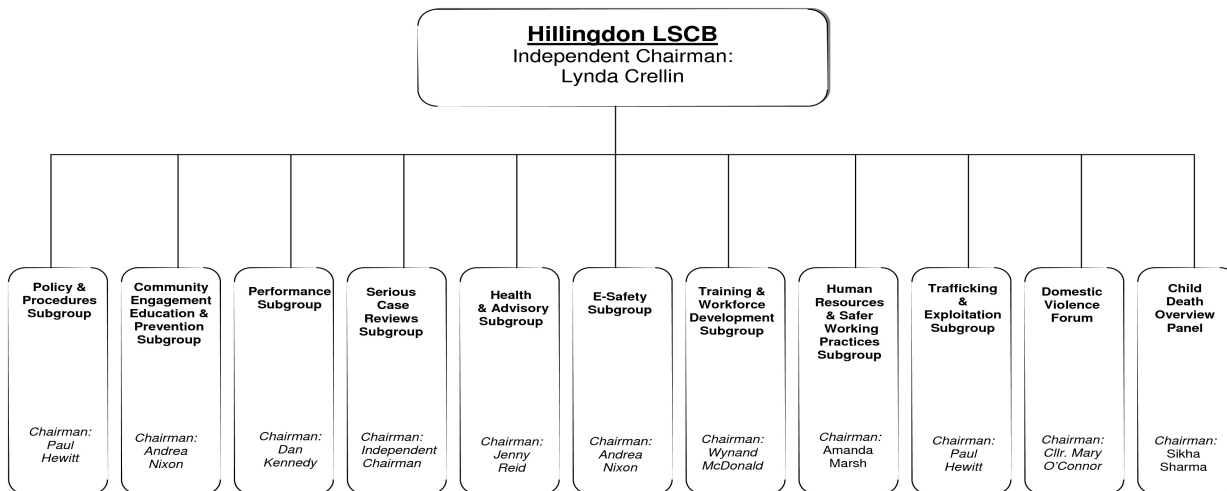 Hillingdon LSCB
Independent Chairman:
Lynda Crellin
Policy &
Procedures
Subgroup
Chairman:
Paul
Hewitt
Community
Engagement
Education &
Prevention
Subgroup
Chairman:
Andrea
Nixon
Performance
Subgroup
Chairman:
Dan
Kennedy
Serious
Case
Reviews
Subgroup
Chairman:
Independent
Chairman
Health
& Advisory
Subgroup
Chairman:
Jenny
Reid
E-Safety
Subgroup
Chairman:
Andrea
Nixon
Training &
Workforce
Development
Subgroup
Chairman:
Wynand
McDonald
Human
Resources
& Safer
Working
Practices
Subgroup
Chairman:
Amanda
Marsh
Trafficking
&
Exploitation
Subgroup
Chairman:
Paul
Hewitt
Domestic
Violence
Forum
Chairman:
Cllr. Mary
O'Connor
Child
Death
Overview
Panel
Chairman:
Sikha
Sharma